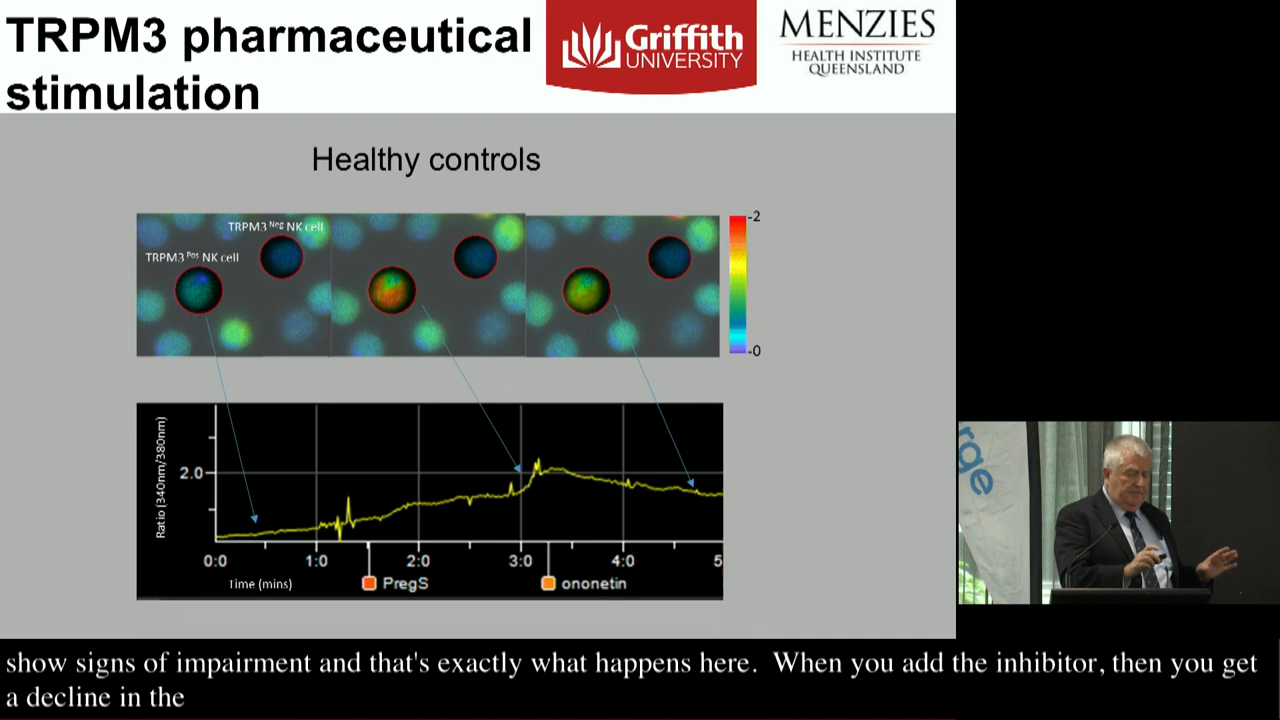 TRPM3 pharmaceutical
stimulation
Griffith
UNIVERSITY
MENZIES
HEALTH INSTITUTE
QUEENSLAND
Healthy controls
TRPM3 Neg NK cell
TRPM3 Pos NK cell
2
0
Ratio (340nm/380nm)
2.0
0:0 1:0 2:0 3:0 4:0 5
Time (mins) PregS ononetin
rge
show signs of impairment and that's exactly what happens here. When you add the inhibitor, then you get
a decline in the